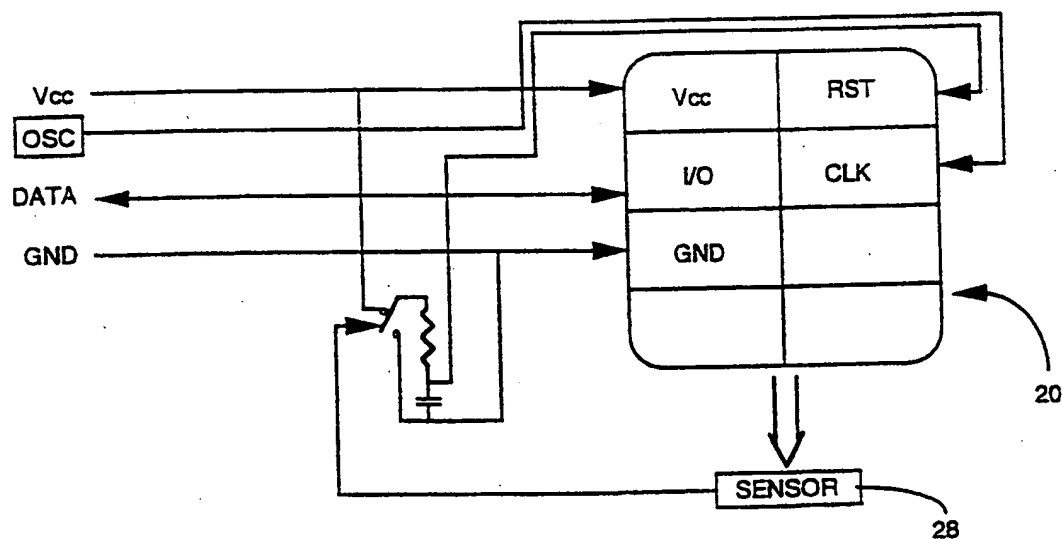 Vcc
OSC
DATA
GND
Vcc
RST
I/O
CLK
GND
20
SENSOR
28